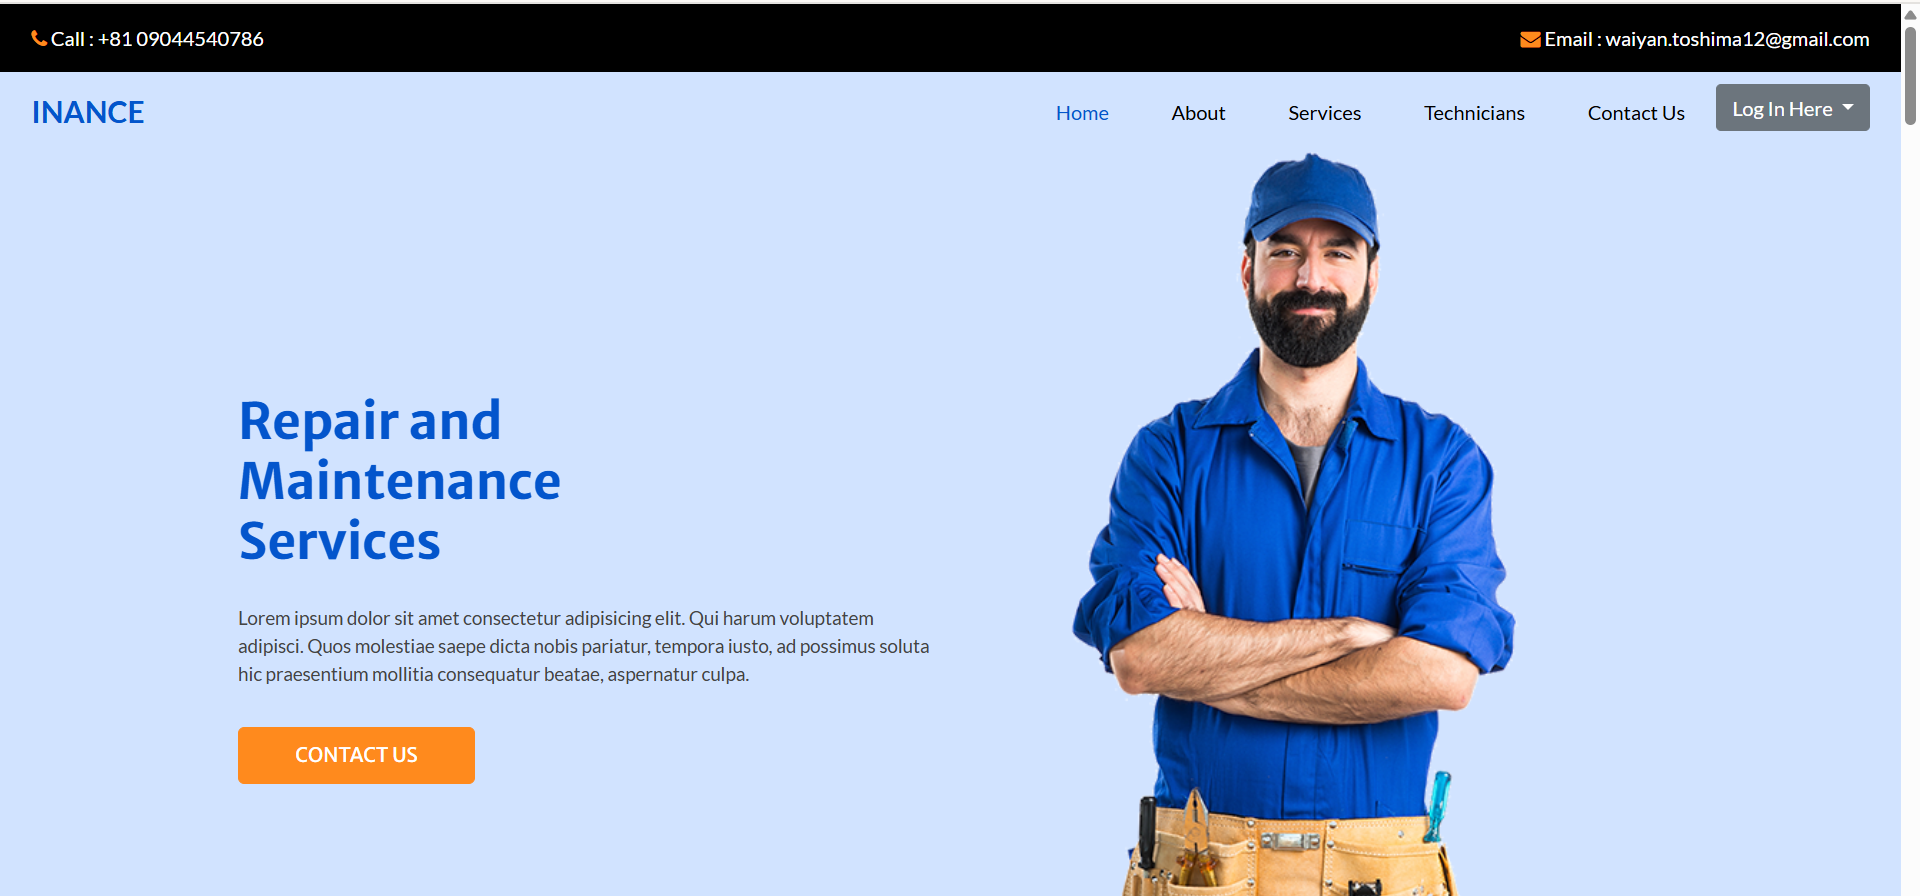 Call : +81 09044540786
Email : waiyan.toshima12@gmail.com
INANCE
Home
About
Services
Technicians
Contact Us
Log In Here
Repair and
Maintenance
Services
Lorem ipsum dolor sit amet consectetur adipisicing elit. Qui harum voluptatem
adipisci. Quos molestiae saepe dicta nobis pariatur, tempora iusto, ad possimus soluta
hic praesentium mollitia consequatur beatae, aspernatur culpa.
CONTACT US